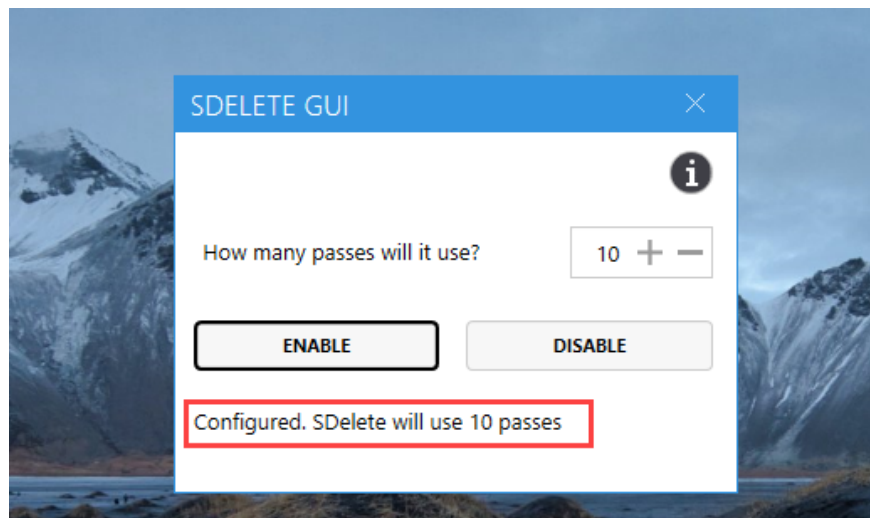 SDELETE GUI
How many passes will it use?
10
ENABLE
DISABLE
Configured. SDelete will use 10 passes